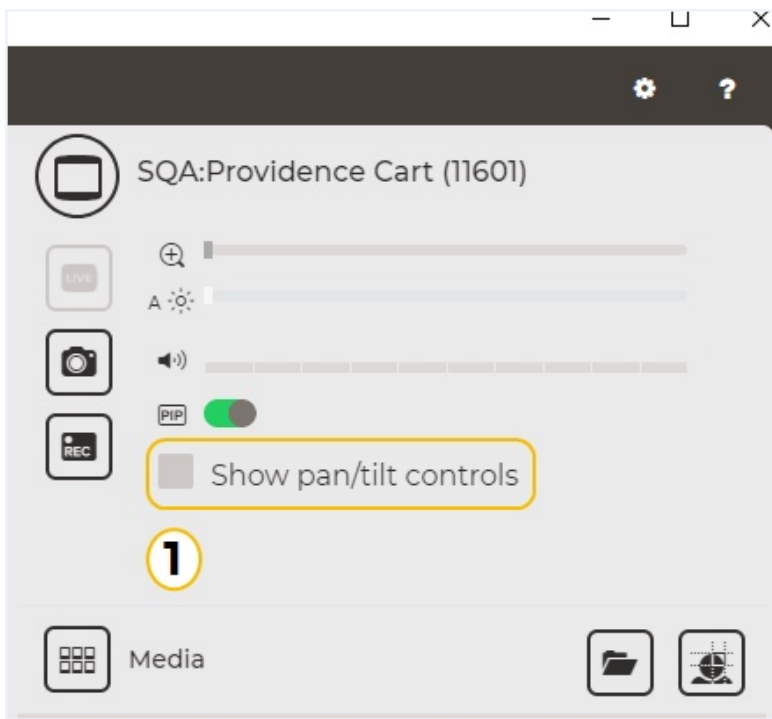 ?
SQA:Providence Cart (11601)
LIVE
A
PIP
REC
Show pan/tilt controls
1
Media